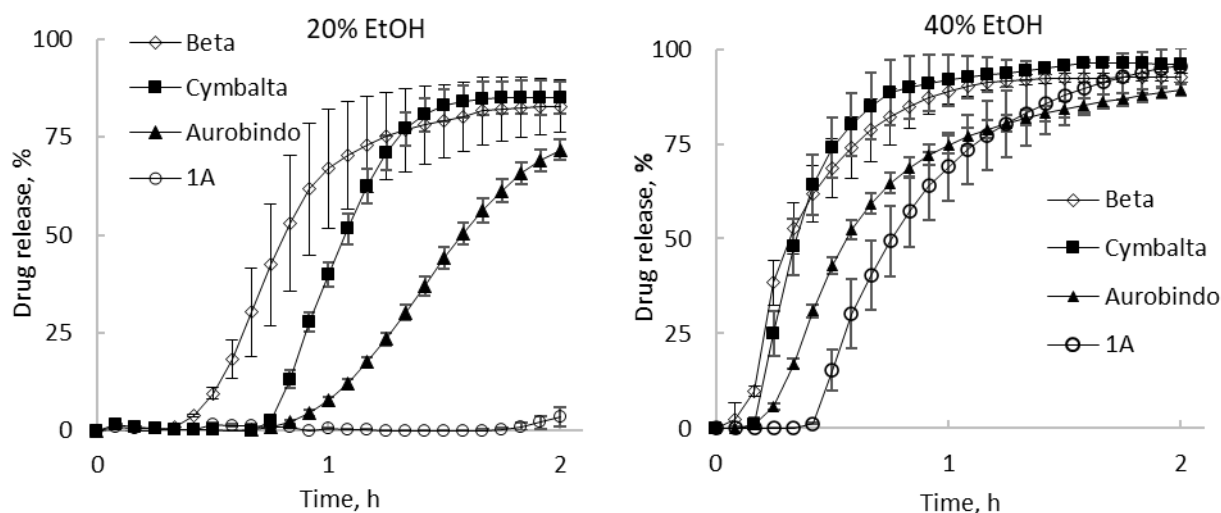 20% EtOH
100
75
50
25
0
Drug release, %
Beta
Cymbalta
Aurobindo
1A
0 1 2
Time, h
40% EtOH
100
75
50
25
0
Drug release, %
Beta
Cymbalta
Aurobindo
1A
0 1 2
Time, h